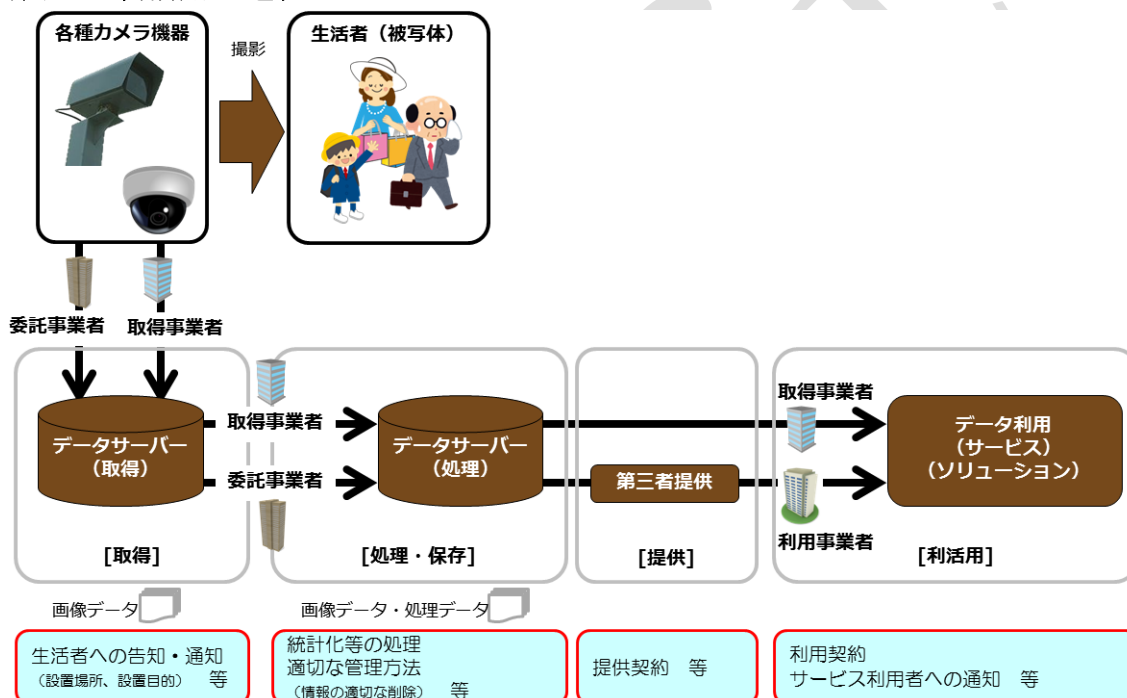 各種カメラ機器
撮影
生活者（被写体）
委託事業者
取得事業者
データサーバー
（取得）
取得事業者
委託事業者
データサーバー
（処理）
第三者提供
取得事業者
利用事業者
データ利用
（サービス）
（ソリューション）
[取得]
[処理・保存]
[提供]
[利活用]
画像データ
画像データ・処理データ
生活者への告知・通知
（設置場所、設置目的） 等
統計化等の処理
適切な管理方法
（情報の適切な削除） 等
提供契約 等
利用契約
サービス利用者への通知 等